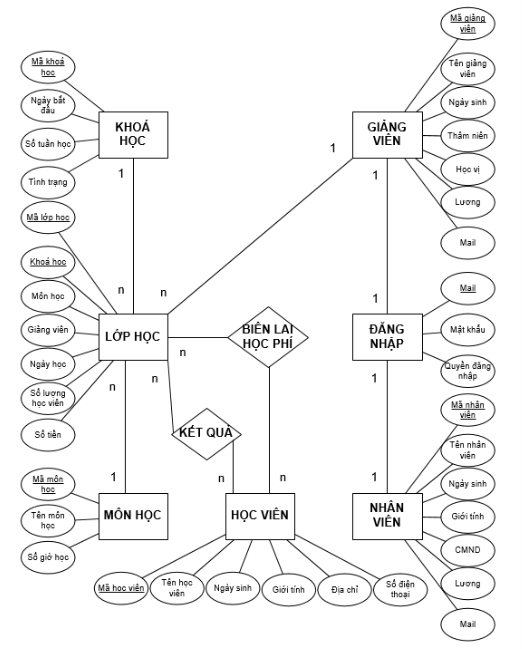 Mã khoá
học
Ngày bắt
đầu
Số tuần học
Tình trạng
KHOÁ
HỌC
1
n
Mã lớp hoc
Khoá học
Môn học
Giảng viên
Ngày học
Số lượng
học viên
Số tiền
LỚP HỌC
n
n
n
n
1
Mã giảng
viên
Tên giảng
viên
Ngày sinh
Thâm niên
Học vị
Lương
Mail
GIẢNG
VIÊN
1
1
1
BIÊN LAI
HỌC PHÍ
ĐĂNG
NHẬP
Mail
Mật khẩu
Quyền đăng
nhập
1
1
KẾT QUẢ
n
n
Mã môn
học
Tên môn
học
Số giờ học
MÔN HỌC
HỌC VIÊN
Mã học viên
Tên học
viên
Ngày sinh
Giới tính
Địa chỉ
Số điện
thoại
NHÂN
VIÊN
Mã nhân
viên
Tên nhân
viên
Ngày sinh
Giới tính
CMND
Lương
Mail